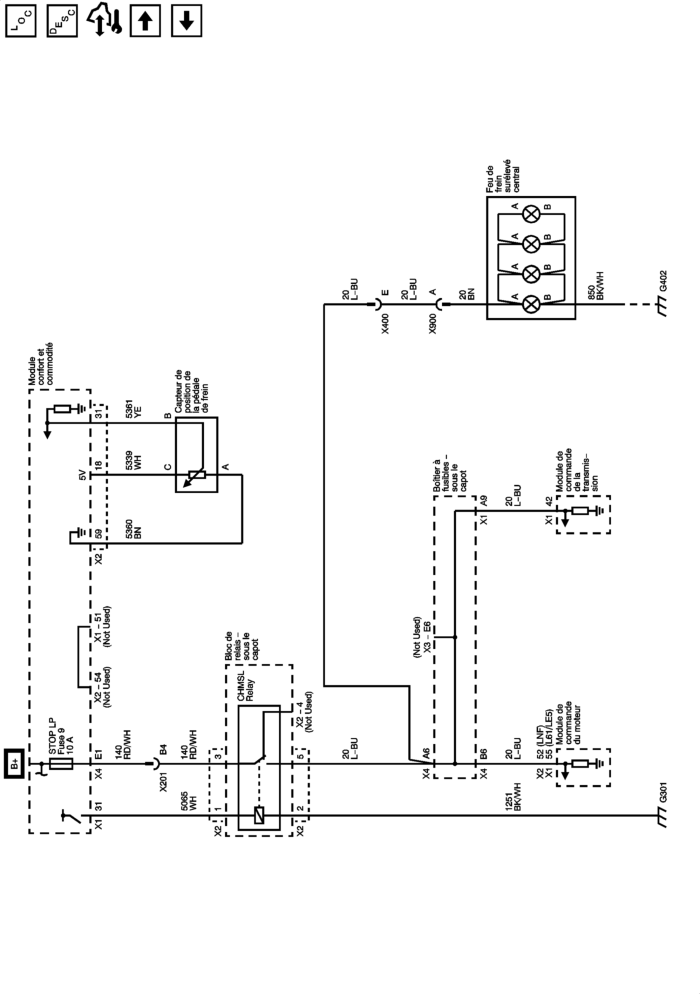 LOC
DESC
B+
STOP LP
Fuse 9
10 A
Module
confort et
commodité
X1
31
X4
E1
X2 – 54
(Not Used)
X1 – 51
(Not Used)
X2
59
5V
18
31
140
RD/WH
5360
BN
5339
WH
5361
YE
C
B
A
Capteur de
position de
la pédale
de frein
X201
B4
5065
WH
140
RD/WH
X2
1
3
Bloc de
relais –
sous le
capot
CHMSL
Relay
X2 – 4
(Not Used)
X2
2
5
20
L–BU
20
L–BU
X400
E
20
L–BU
X900
A
20
BN
Feu de
frein
surélevé
central
A
A
A
A
B
B
B
B
850
BK/WH
G402
Boîtier à
fusibles –
sous le
capot
X4
A6
(Not Used)
X3 – E6
X4
B6
X1
A9
20
L–BU
20
L–BU
1251
BK/WH
X2
52 (LNF)
X1
55 (L61/LE5)
Module de
commande
du moteur
X1
42
Module de
commande
de la
transmis–
sion
G301